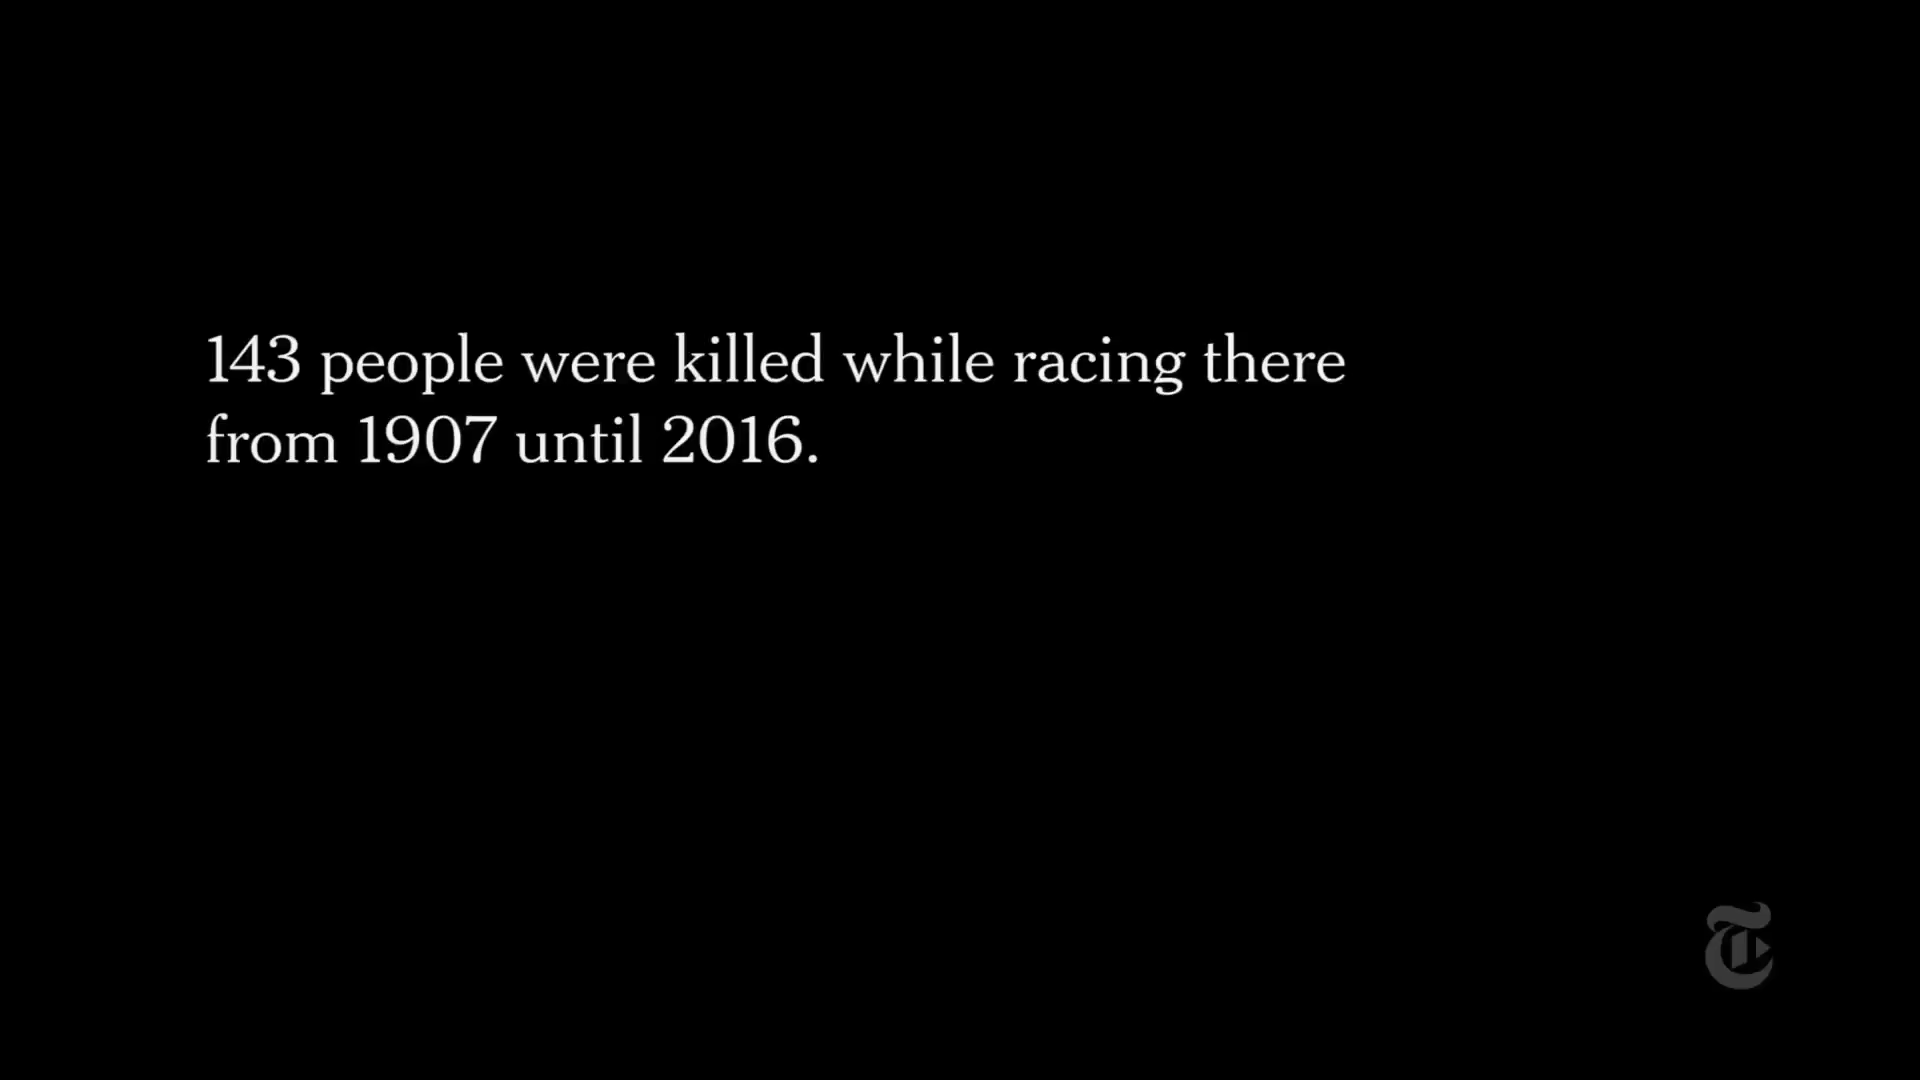 143 people were killed while racing there
from 1907 until 2016.